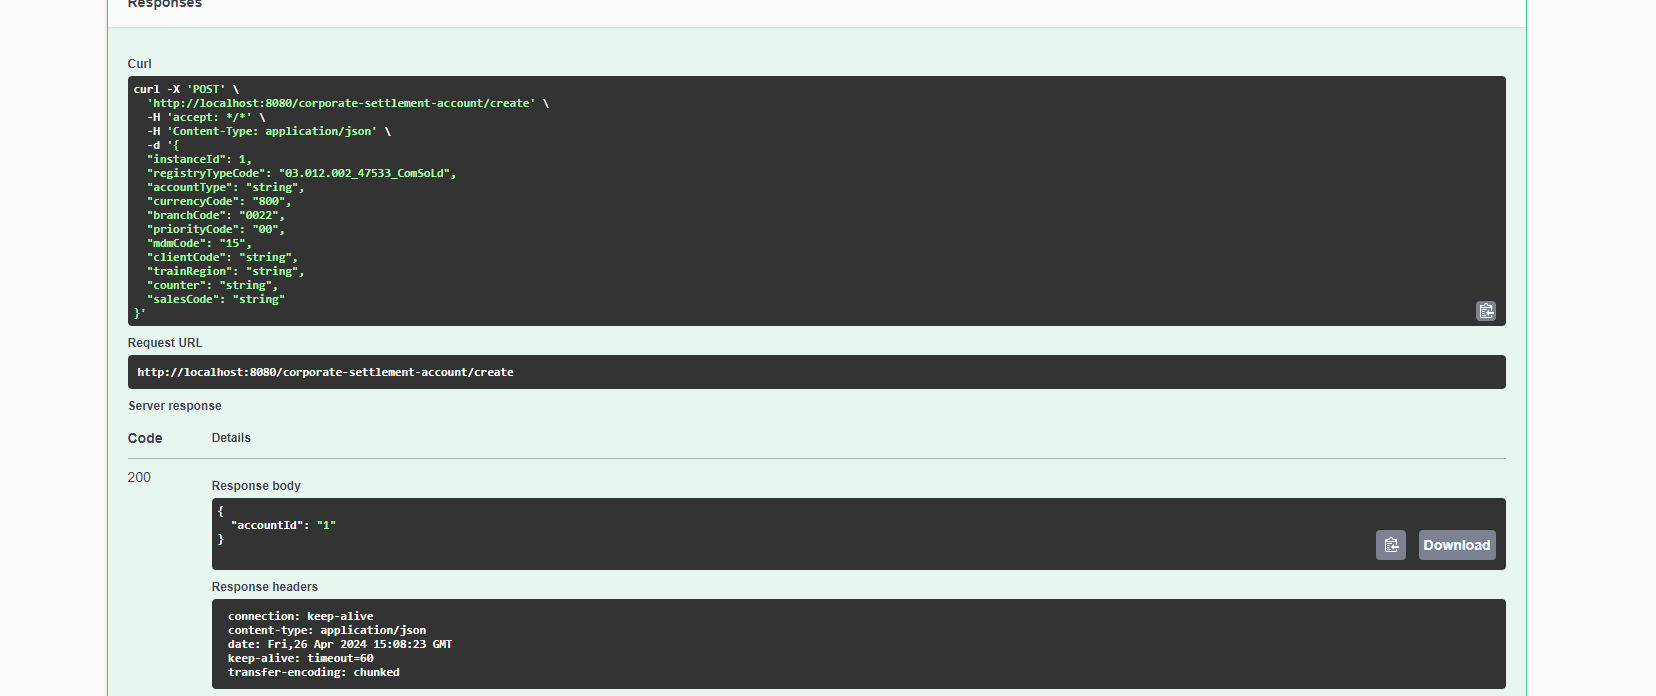 Responses
Curl
curl -X 'POST' \
  'http://localhost:8080/corporate-settlement-account/create' \
  -H 'accept: */*' \
  -H 'Content-Type: application/json' \
  -d '{
  "instanceId": 1,
  "registryTypeCode": "03.012.002_47533_ComSoLd",
  "accountType": "string",
  "currencyCode": "800",
  "branchCode": "0022",
  "priorityCode": "00",
  "mdmCode": "15",
  "clientCode": "string",
  "trainRegion": "string",
  "counter": "string",
  "salesCode": "string"
}'
Request URL
http://localhost:8080/corporate-settlement-account/create
Server response
Code Details
200
Response body
{
  "accountId": "1"
}
Download
Response headers
connection: keep-alive
content-type: application/json
date: Fri,26 Apr 2024 15:08:23 GMT
keep-alive: timeout=60
transfer-encoding: chunked